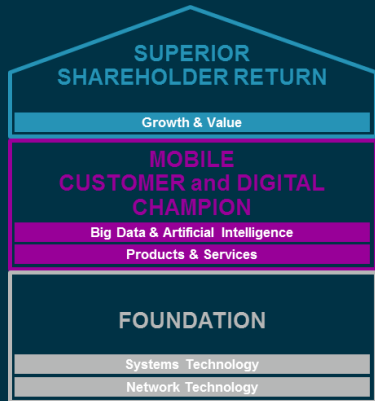 SUPERIOR
SHAREHOLDER RETURN
Growth & Value
MOBILE
CUSTOMER and DIGITAL
CHAMPION
Big Data & Artificial Intelligence
Products & Services
FOUNDATION
Systems Technology
Network Technology